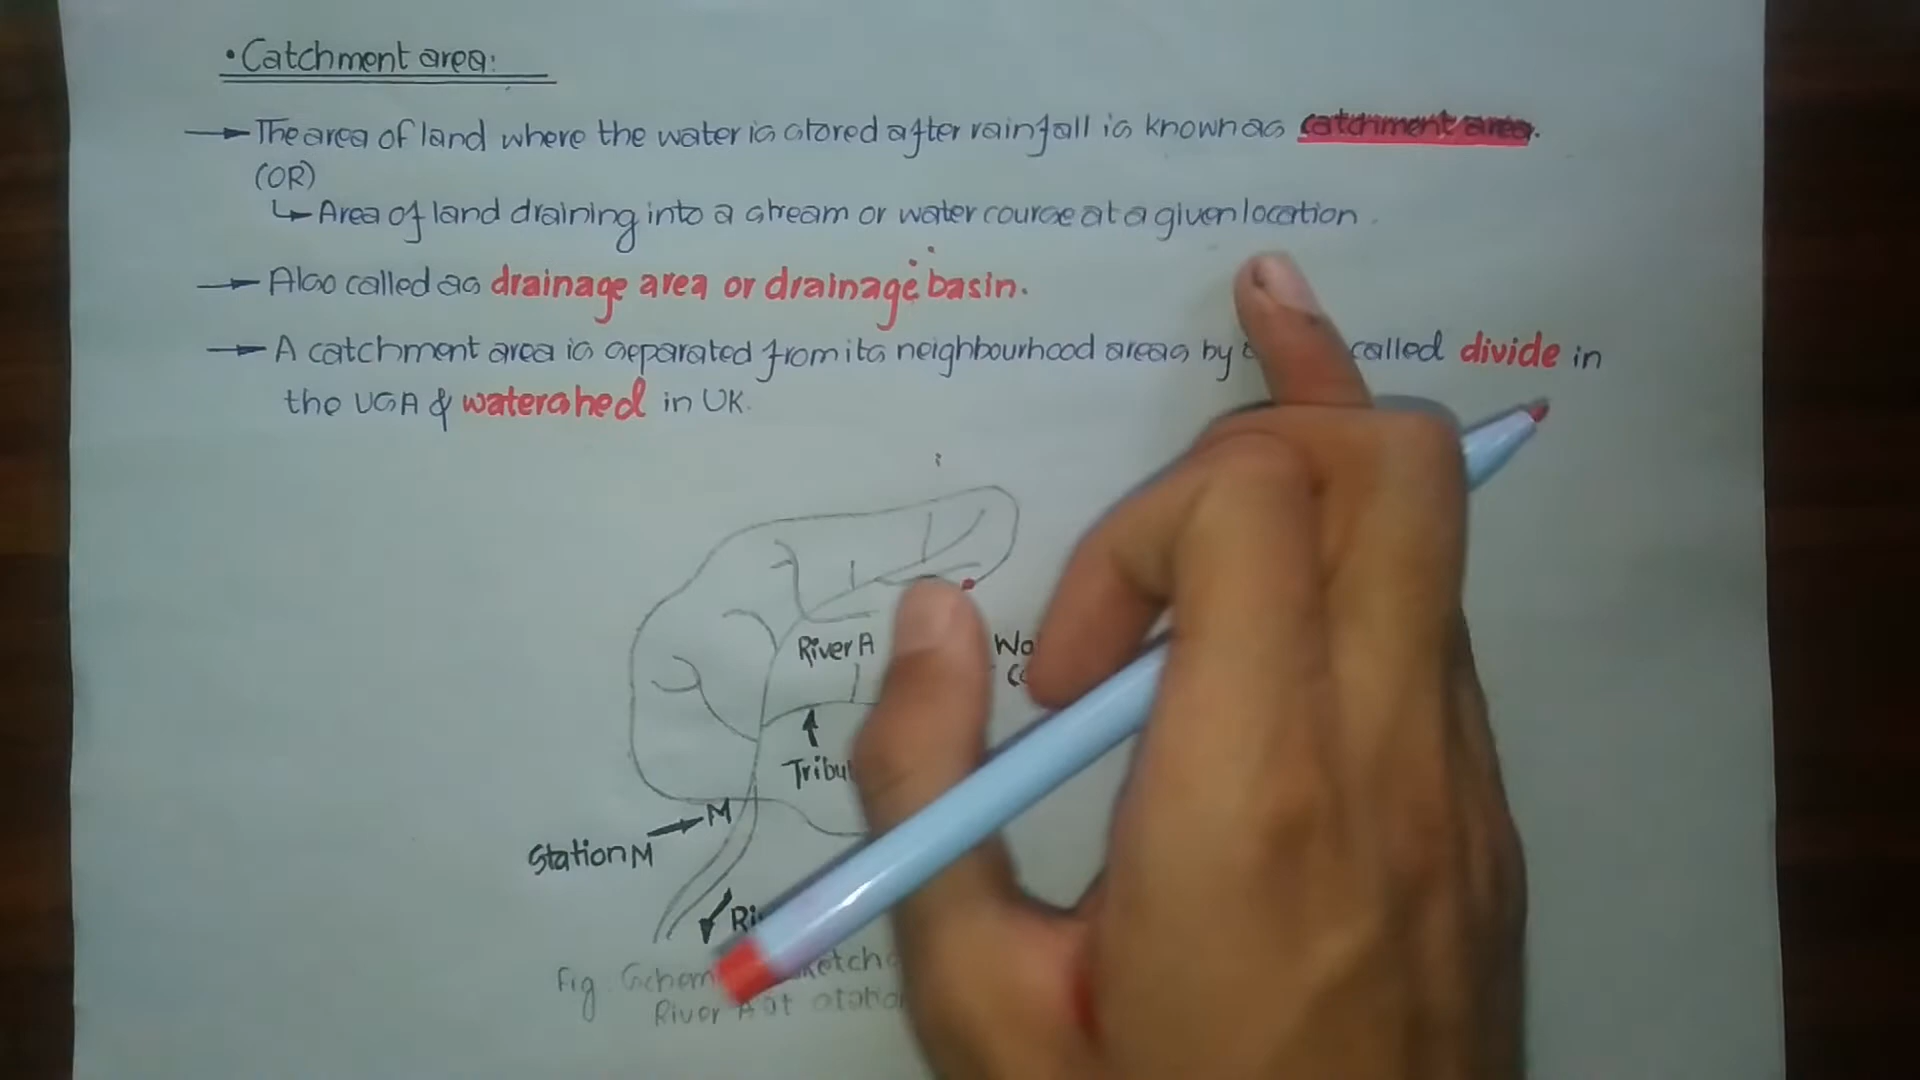 • Catchment area:
→ The area of land where the water is stored after rainfall is known as catchment area.
(OR)
↳ Area of land draining into a stream or water course at a given location.
→ Also called as drainage area or drainage basin.
→ A catchment area is separated from its neighbourhood areas by called divide in
the USA & watershed in UK.
River A
Station M
M
Fig.
River A at